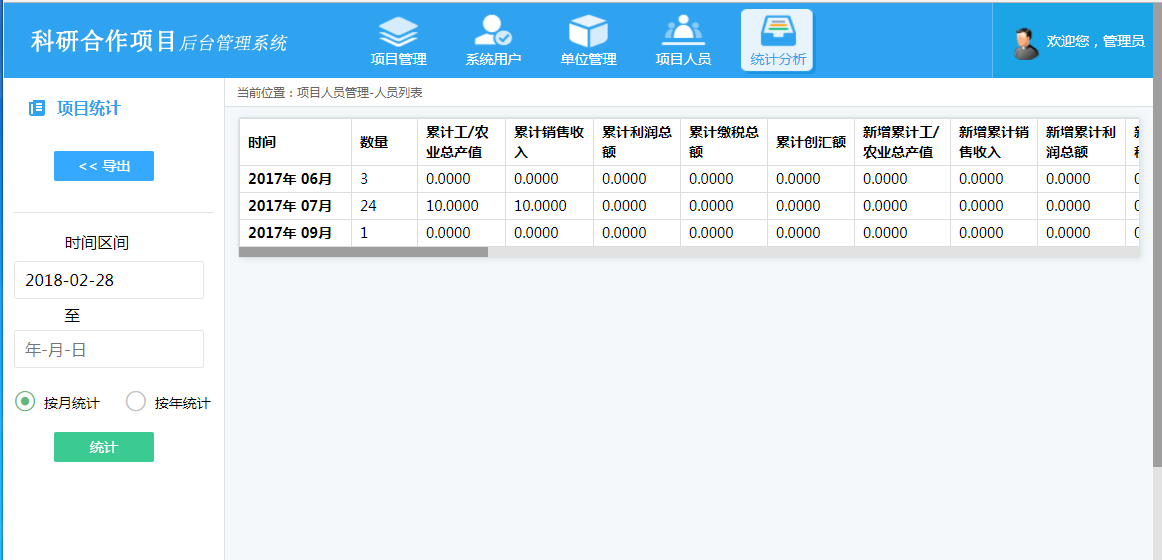 科研合作项目后台管理系统
项目管理 系统用户 单位管理 项目人员 统计分析
欢迎您，管理员
当前位置：项目人员管理-人员列表
项目统计
<< 导出
时间区间
2018-02-28
至
年-月-日
按月统计 按年统计
统计
时间 数量 累计工/农业总产值 累计销售收入 累计利润总额 累计缴税总额 累计创汇额 新增累计工/农业总产值 新增累计销售收入 新增累计利润总额
2017年 06月 3 0.0000 0.0000 0.0000 0.0000 0.0000 0.0000 0.0000 0.0000
2017年 07月 24 10.0000 10.0000 0.0000 0.0000 0.0000 0.0000 0.0000 0.0000
2017年 09月 1 0.0000 0.0000 0.0000 0.0000 0.0000 0.0000 0.0000 0.0000